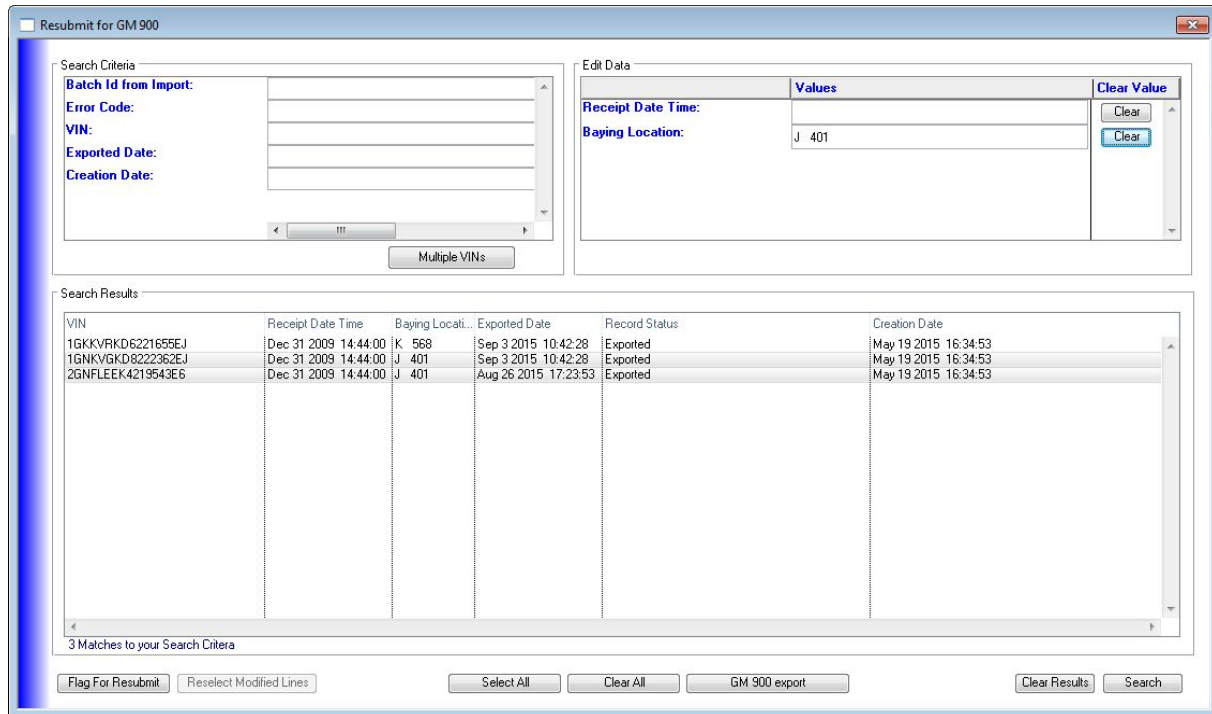 Resubmit for GM 900
Search Criteria
Batch Id from Import:
Error Code:
VIN:
Exported Date:
Creation Date:
Multiple VINs
Edit Data
Values Clear Value
Receipt Date Time: Clear
Baying Location: J 401 Clear
Search Results
VIN Receipt Date Time Baying Locati... Exported Date Record Status Creation Date
1GKKVRKD6221655EJ Dec 31 2009 14:44:00 K 568 Sep 3 2015 10:42:28 Exported May 19 2015 16:34:53
1GNKVGKD8222362EJ Dec 31 2009 14:44:00 J 401 Sep 3 2015 10:42:28 Exported May 19 2015 16:34:53
2GNFLEEK4219543E6 Dec 31 2009 14:44:00 J 401 Aug 26 2015 17:23:53 Exported May 19 2015 16:34:53
3 Matches to your Search Critera
Flag For Resubmit Reselect Modified Lines Select All Clear All GM 900 export Clear Results Search